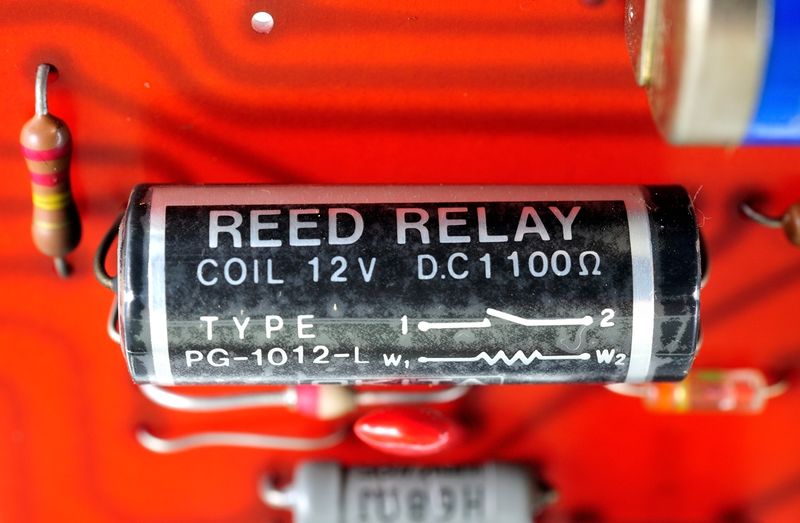 REED RELAY
COIL 12V D.C 1100Ω
TYPE 1 2
PG-1012-L W₁ W₂